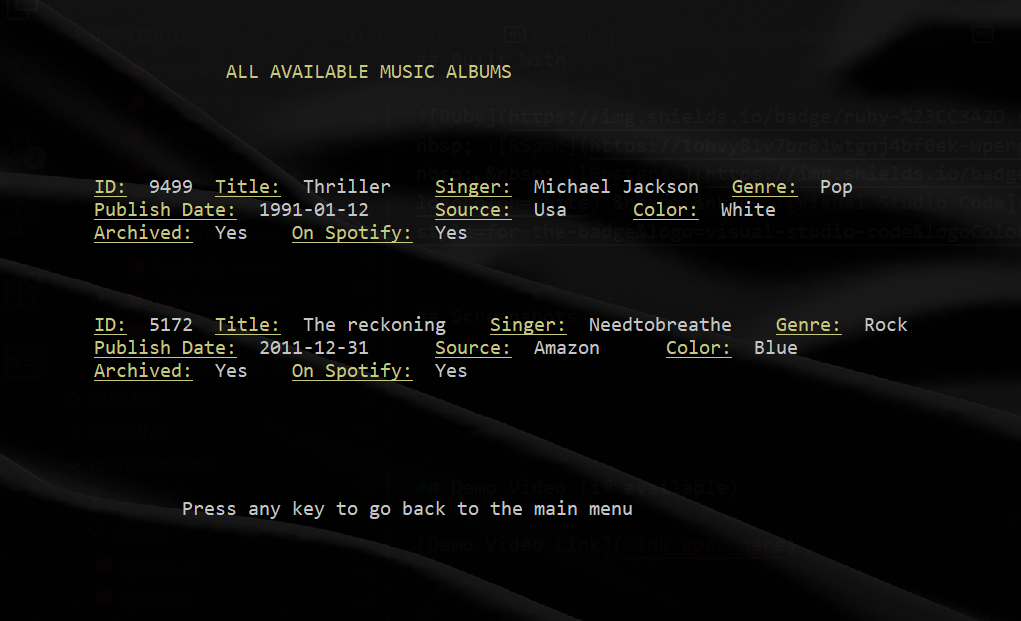 ALL AVAILABLE MUSIC ALBUMS
ID: 9499 Title: Thriller Singer: Michael Jackson Genre: Pop
Publish Date: 1991-01-12 Source: Usa Color: White
Archived: Yes On Spotify: Yes
ID: 5172 Title: The reckoning Singer: Needtobreathe Genre: Rock
Publish Date: 2011-12-31 Source: Amazon Color: Blue
Archived: Yes On Spotify: Yes
Press any key to go back to the main menu